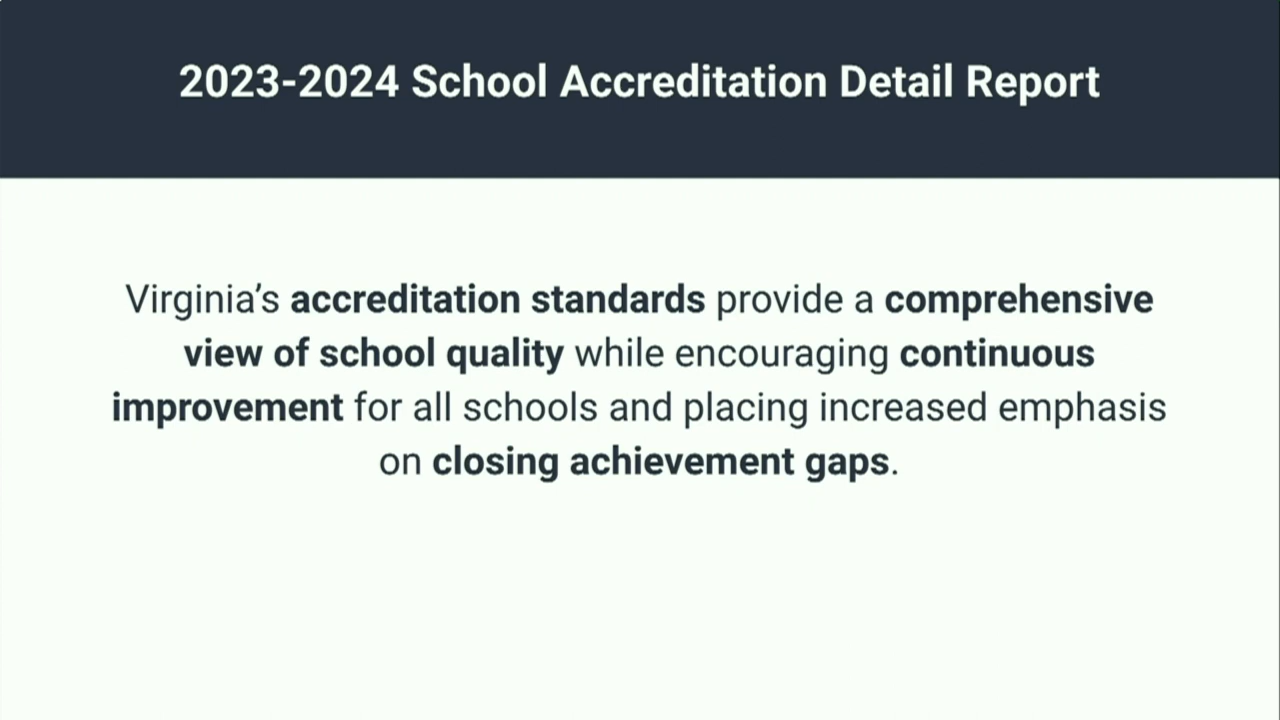 2023-2024 School Accreditation Detail Report
Virginia’s accreditation standards provide a comprehensive
view of school quality while encouraging continuous
improvement for all schools and placing increased emphasis
on closing achievement gaps.